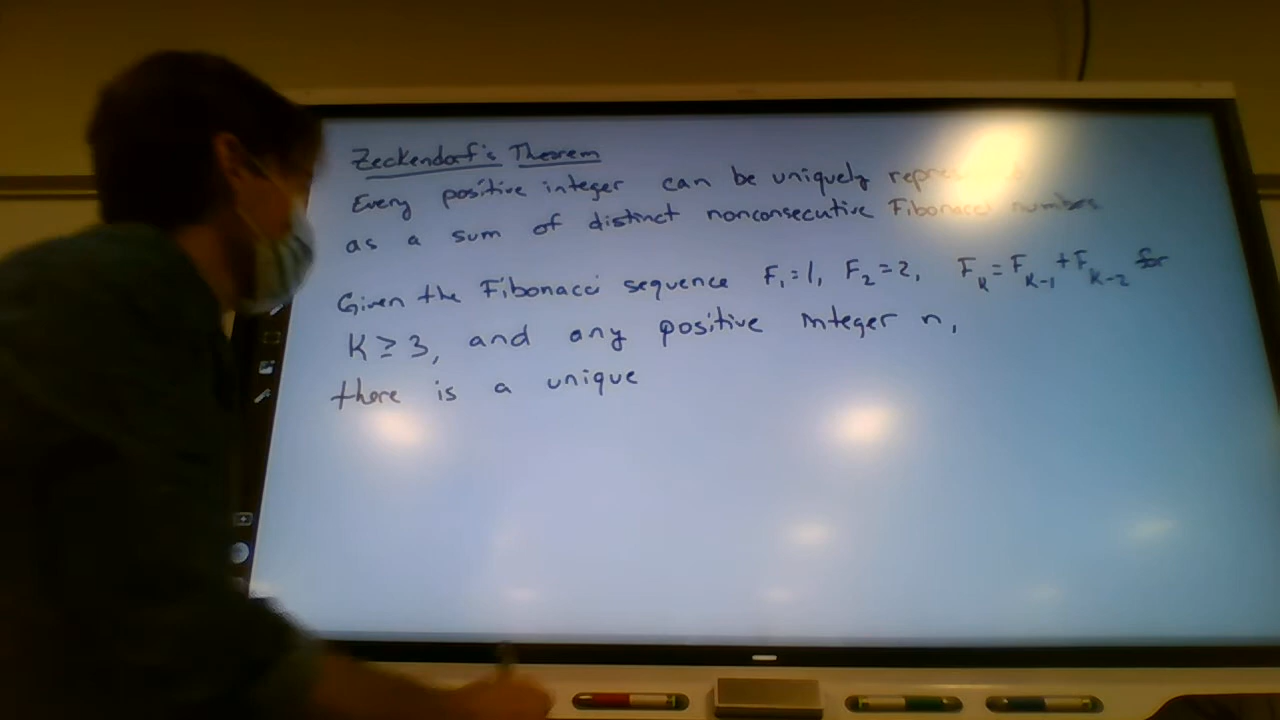 Zeckendorf's Theorem
Every positive integer can be uniquely
as a sum of distinct nonconsecutive Fibonacci numbers
Given the Fibonacci sequence F₁=1, F₂=2, F_K=F_{K-1}+F_{K-2} for
K≥3, and any positive integer n,
there is a unique